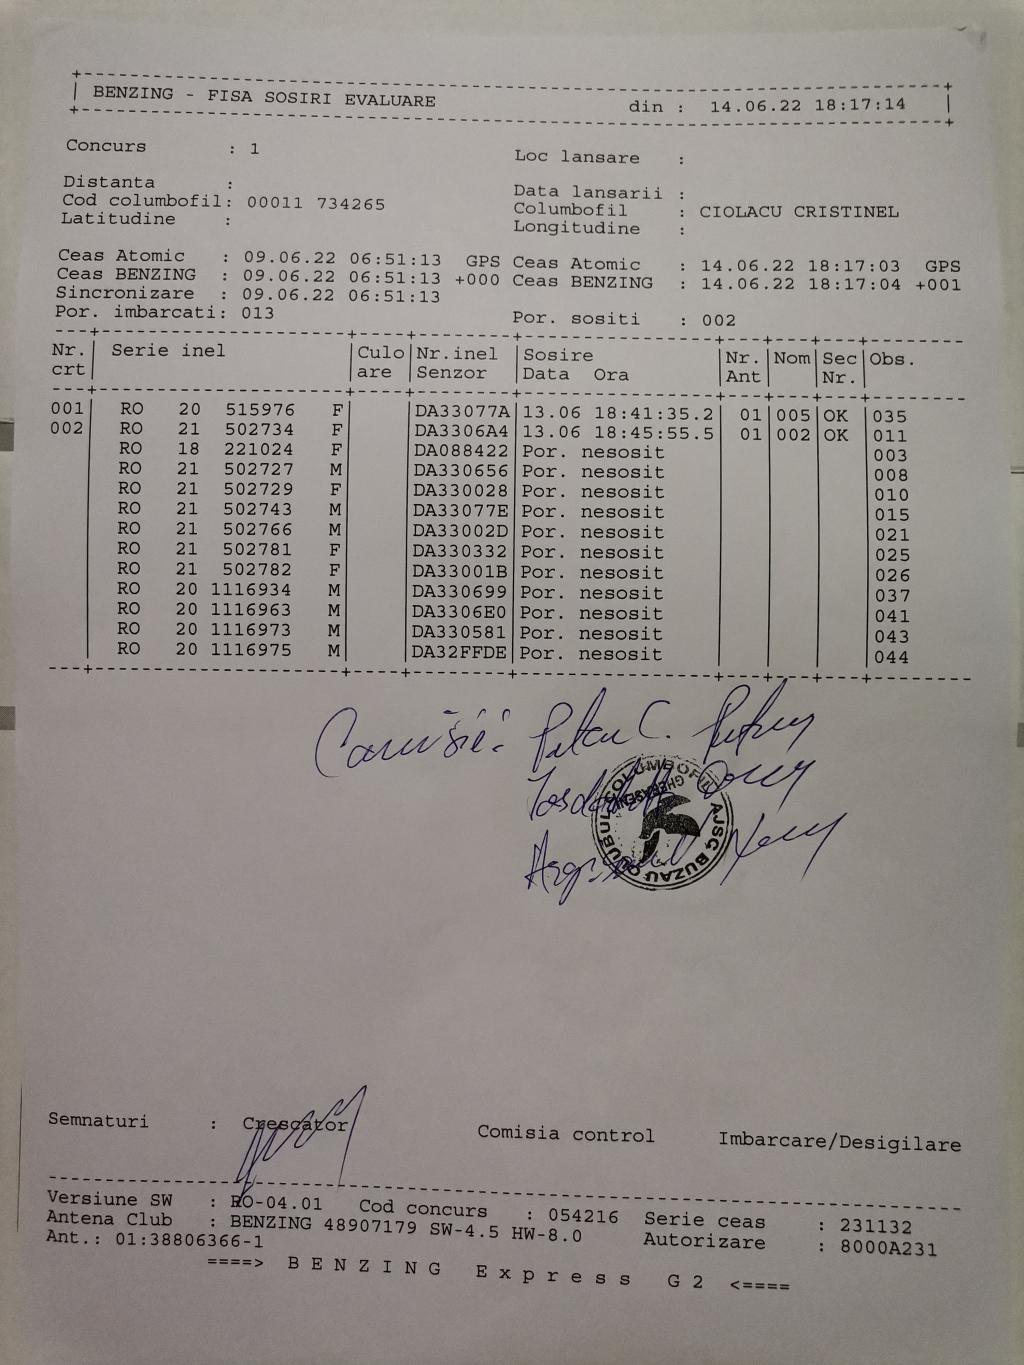 BENZING - FISA SOSIRI EVALUARE din : 14.06.22 18:17:14
Concurs : 1 Loc lansare :
Distanta : Data lansarii :
Cod columbofil: 00011 734265 Columbofil : CIOLACU CRISTINEL
Latitudine : Longitudine :
Ceas Atomic : 09.06.22 06:51:13 GPS Ceas Atomic : 14.06.22 18:17:03 GPS
Ceas BENZING : 09.06.22 06:51:13 +000 Ceas BENZING : 14.06.22 18:17:04 +001
Sincronizare : 09.06.22 06:51:13
Por. imbarcati: 013 Por. sositi : 002
Nr. Serie inel Culo Nr.inel Sosire Nr. Nom Sec Obs.
crt are Senzor Data Ora Ant Nr.
001 RO 20 515976 F DA33077A 13.06 18:41:35.2 01 005 OK 035
002 RO 21 502734 F DA3306A4 13.06 18:45:55.5 01 002 OK 011
RO 18 221024 F DA088422 Por. nesosit 003
RO 21 502727 M DA330656 Por. nesosit 008
RO 21 502729 F DA330028 Por. nesosit 010
RO 21 502743 M DA33077E Por. nesosit 015
RO 21 502766 M DA33002D Por. nesosit 021
RO 21 502781 F DA330332 Por. nesosit 025
RO 21 502782 F DA33001B Por. nesosit 026
RO 20 1116934 M DA330699 Por. nesosit 037
RO 20 1116963 M DA3306E0 Por. nesosit 041
RO 20 1116973 M DA330581 Por. nesosit 043
RO 20 1116975 M DA32FFDE Por. nesosit 044
COLUMBOFIL AJSC BUZAU
Semnaturi : Crescator Comisia control Imbarcare/Desigilare
Versiune SW : RO-04.01 Cod concurs : 054216 Serie ceas : 231132
Antena Club : BENZING 48907179 SW-4.5 HW-8.0 Autorizare : 8000A231
Ant.: 01:38806366-1
====> B E N Z I N G E x p r e s s G 2 <====